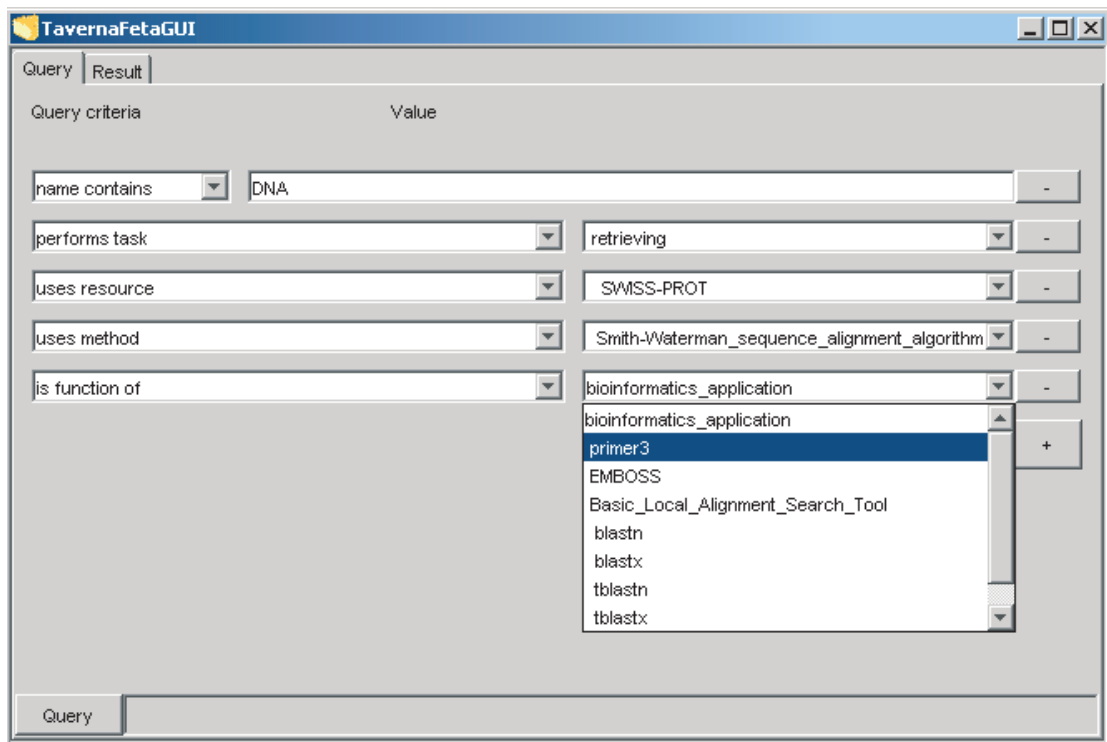 TavernaFetaGUI
Query Result
Query criteria Value
name contains DNA -
performs task retrieving -
uses resource SWISS-PROT -
uses method Smith-Waterman_sequence_alignment_algorithm -
is function of bioinformatics_application -
bioinformatics_application
primer3 +
EMBOSS
Basic_Local_Alignment_Search_Tool
blastn
blastx
tblastn
tblastx
Query